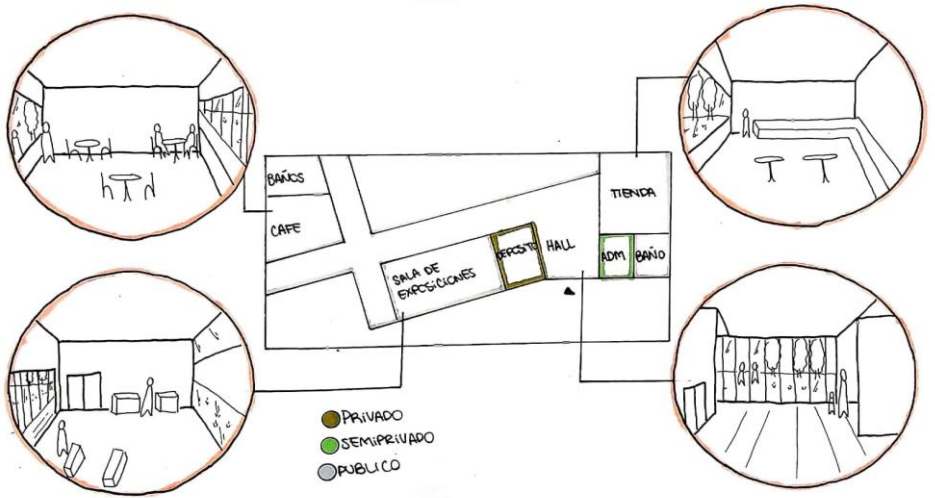 BAÑOS
CAFE
SALA DE
EXPOSICIONES
DEPOSITO
HALL
TIENDA
ADM
BAÑO
PRIVADO
SEMIPRIVADO
PUBLICO